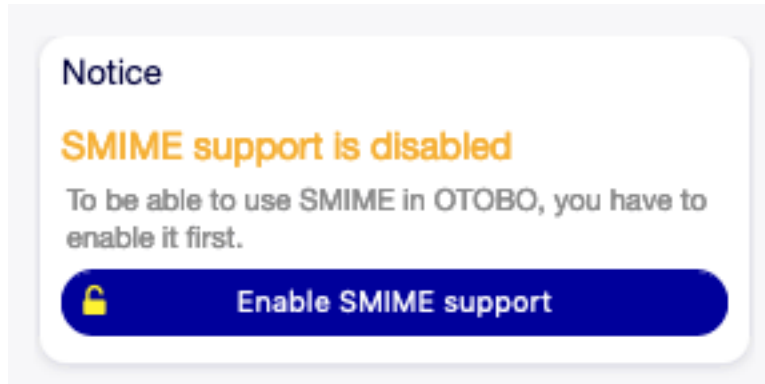 Notice
SMIME support is disabled
To be able to use SMIME in OTOBO, you have to
enable it first.
Enable SMIME support